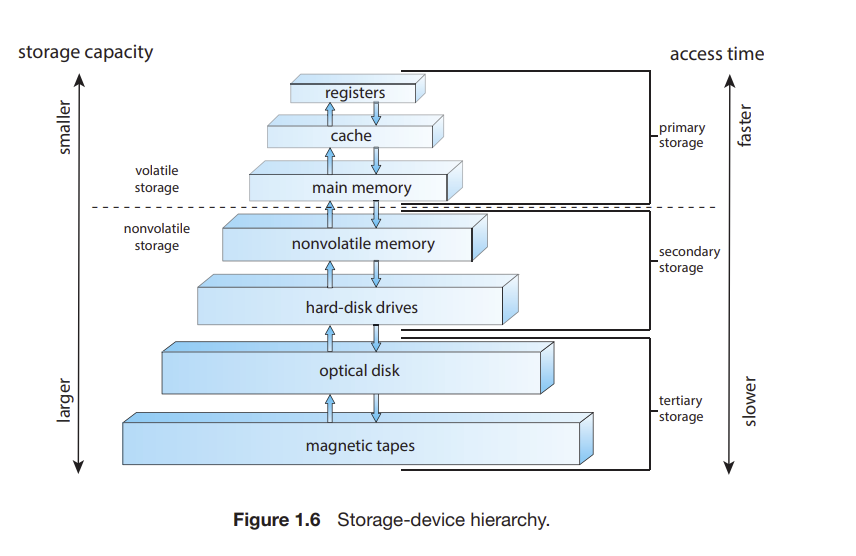 storage capacity
access time
smaller
larger
faster
slower
registers
cache
main memory
nonvolatile memory
hard-disk drives
optical disk
magnetic tapes
volatile
storage
nonvolatile
storage
primary
storage
secondary
storage
tertiary
storage
Figure 1.6 Storage-device hierarchy.